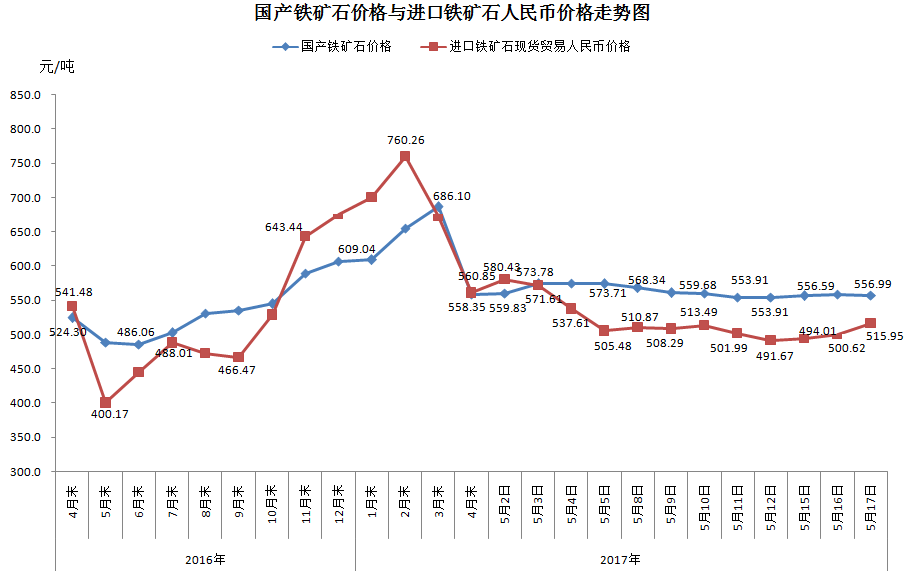 国产铁矿石价格与进口铁矿石人民币价格走势图
国产铁矿石价格 进口铁矿石现货贸易人民币价格
元/吨
850.0
800.0
750.0
700.0
650.0
600.0
550.0
500.0
450.0
400.0
350.0
300.0
541.48
524.30
400.17
486.06
488.01
466.47
643.44
609.04
760.26
686.10
560.85
558.35
580.43
559.83
573.78
571.61
537.61
573.71
505.48
568.34
510.87
508.29
559.68
513.49
553.91
501.99
553.91
491.67
556.59
494.01
500.62
556.99
515.95
4月末
5月末
6月末
7月末
8月末
9月末
10月末
11月末
12月末
1月末
2月末
3月末
4月末
5月2日
5月3日
5月4日
5月5日
5月8日
5月9日
5月10日
5月11日
5月12日
5月15日
5月16日
5月17日
2016年 2017年